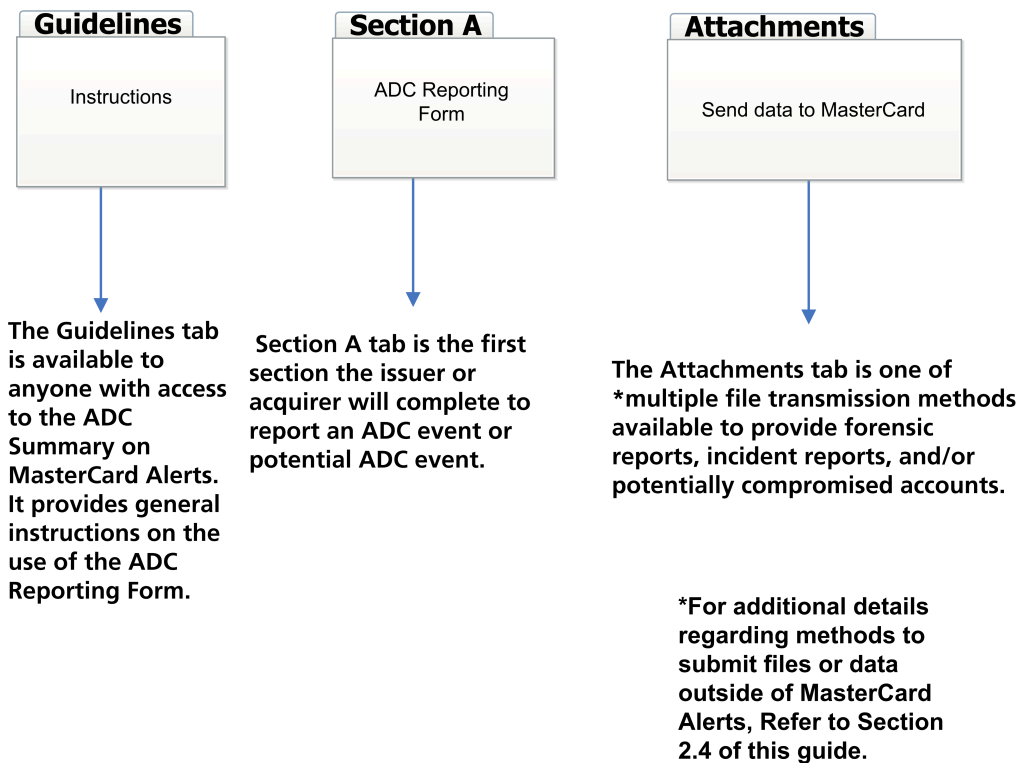 Guidelines
Instructions
The Guidelines tab
is available to
anyone with access
to the ADC
Summary on
MasterCard Alerts.
It provides general
instructions on the
use of the ADC
Reporting Form.
Section A
ADC Reporting
Form
Section A tab is the first
section the issuer or
acquirer will complete to
report an ADC event or
potential ADC event.
Attachments
Send data to MasterCard
The Attachments tab is one of
*multiple file transmission methods
available to provide forensic
reports, incident reports, and/or
potentially compromised accounts.
*For additional details
regarding methods to
submit files or data
outside of MasterCard
Alerts, Refer to Section
2.4 of this guide.